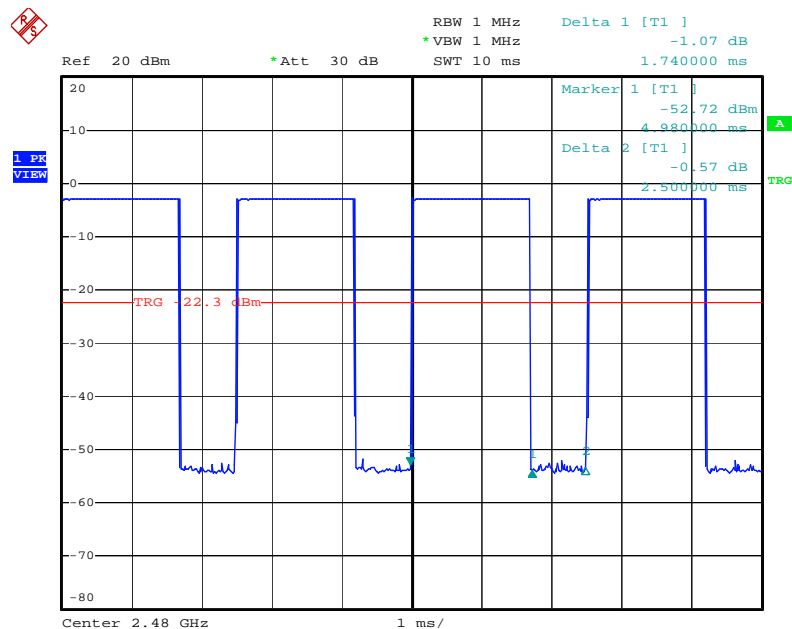 R S
RBW 1 MHz
Delta 1 [T1 ]
*VBW 1 MHz
-1.07 dB
Ref 20 dBm
*Att 30 dB
SWT 10 ms
1.740000 ms
20
Marker 1 [T1 ]
-52.72 dBm
4.980000 ms
A
-10
Delta 2 [T1 ]
-0.57 dB
1 PK
VIEW
2.500000 ms
TRG
-0
-10
-20
TRG -22.3 dBm
-30
-40
-50
1
1
2
-60
-70
-80
Center 2.48 GHz
1 ms/